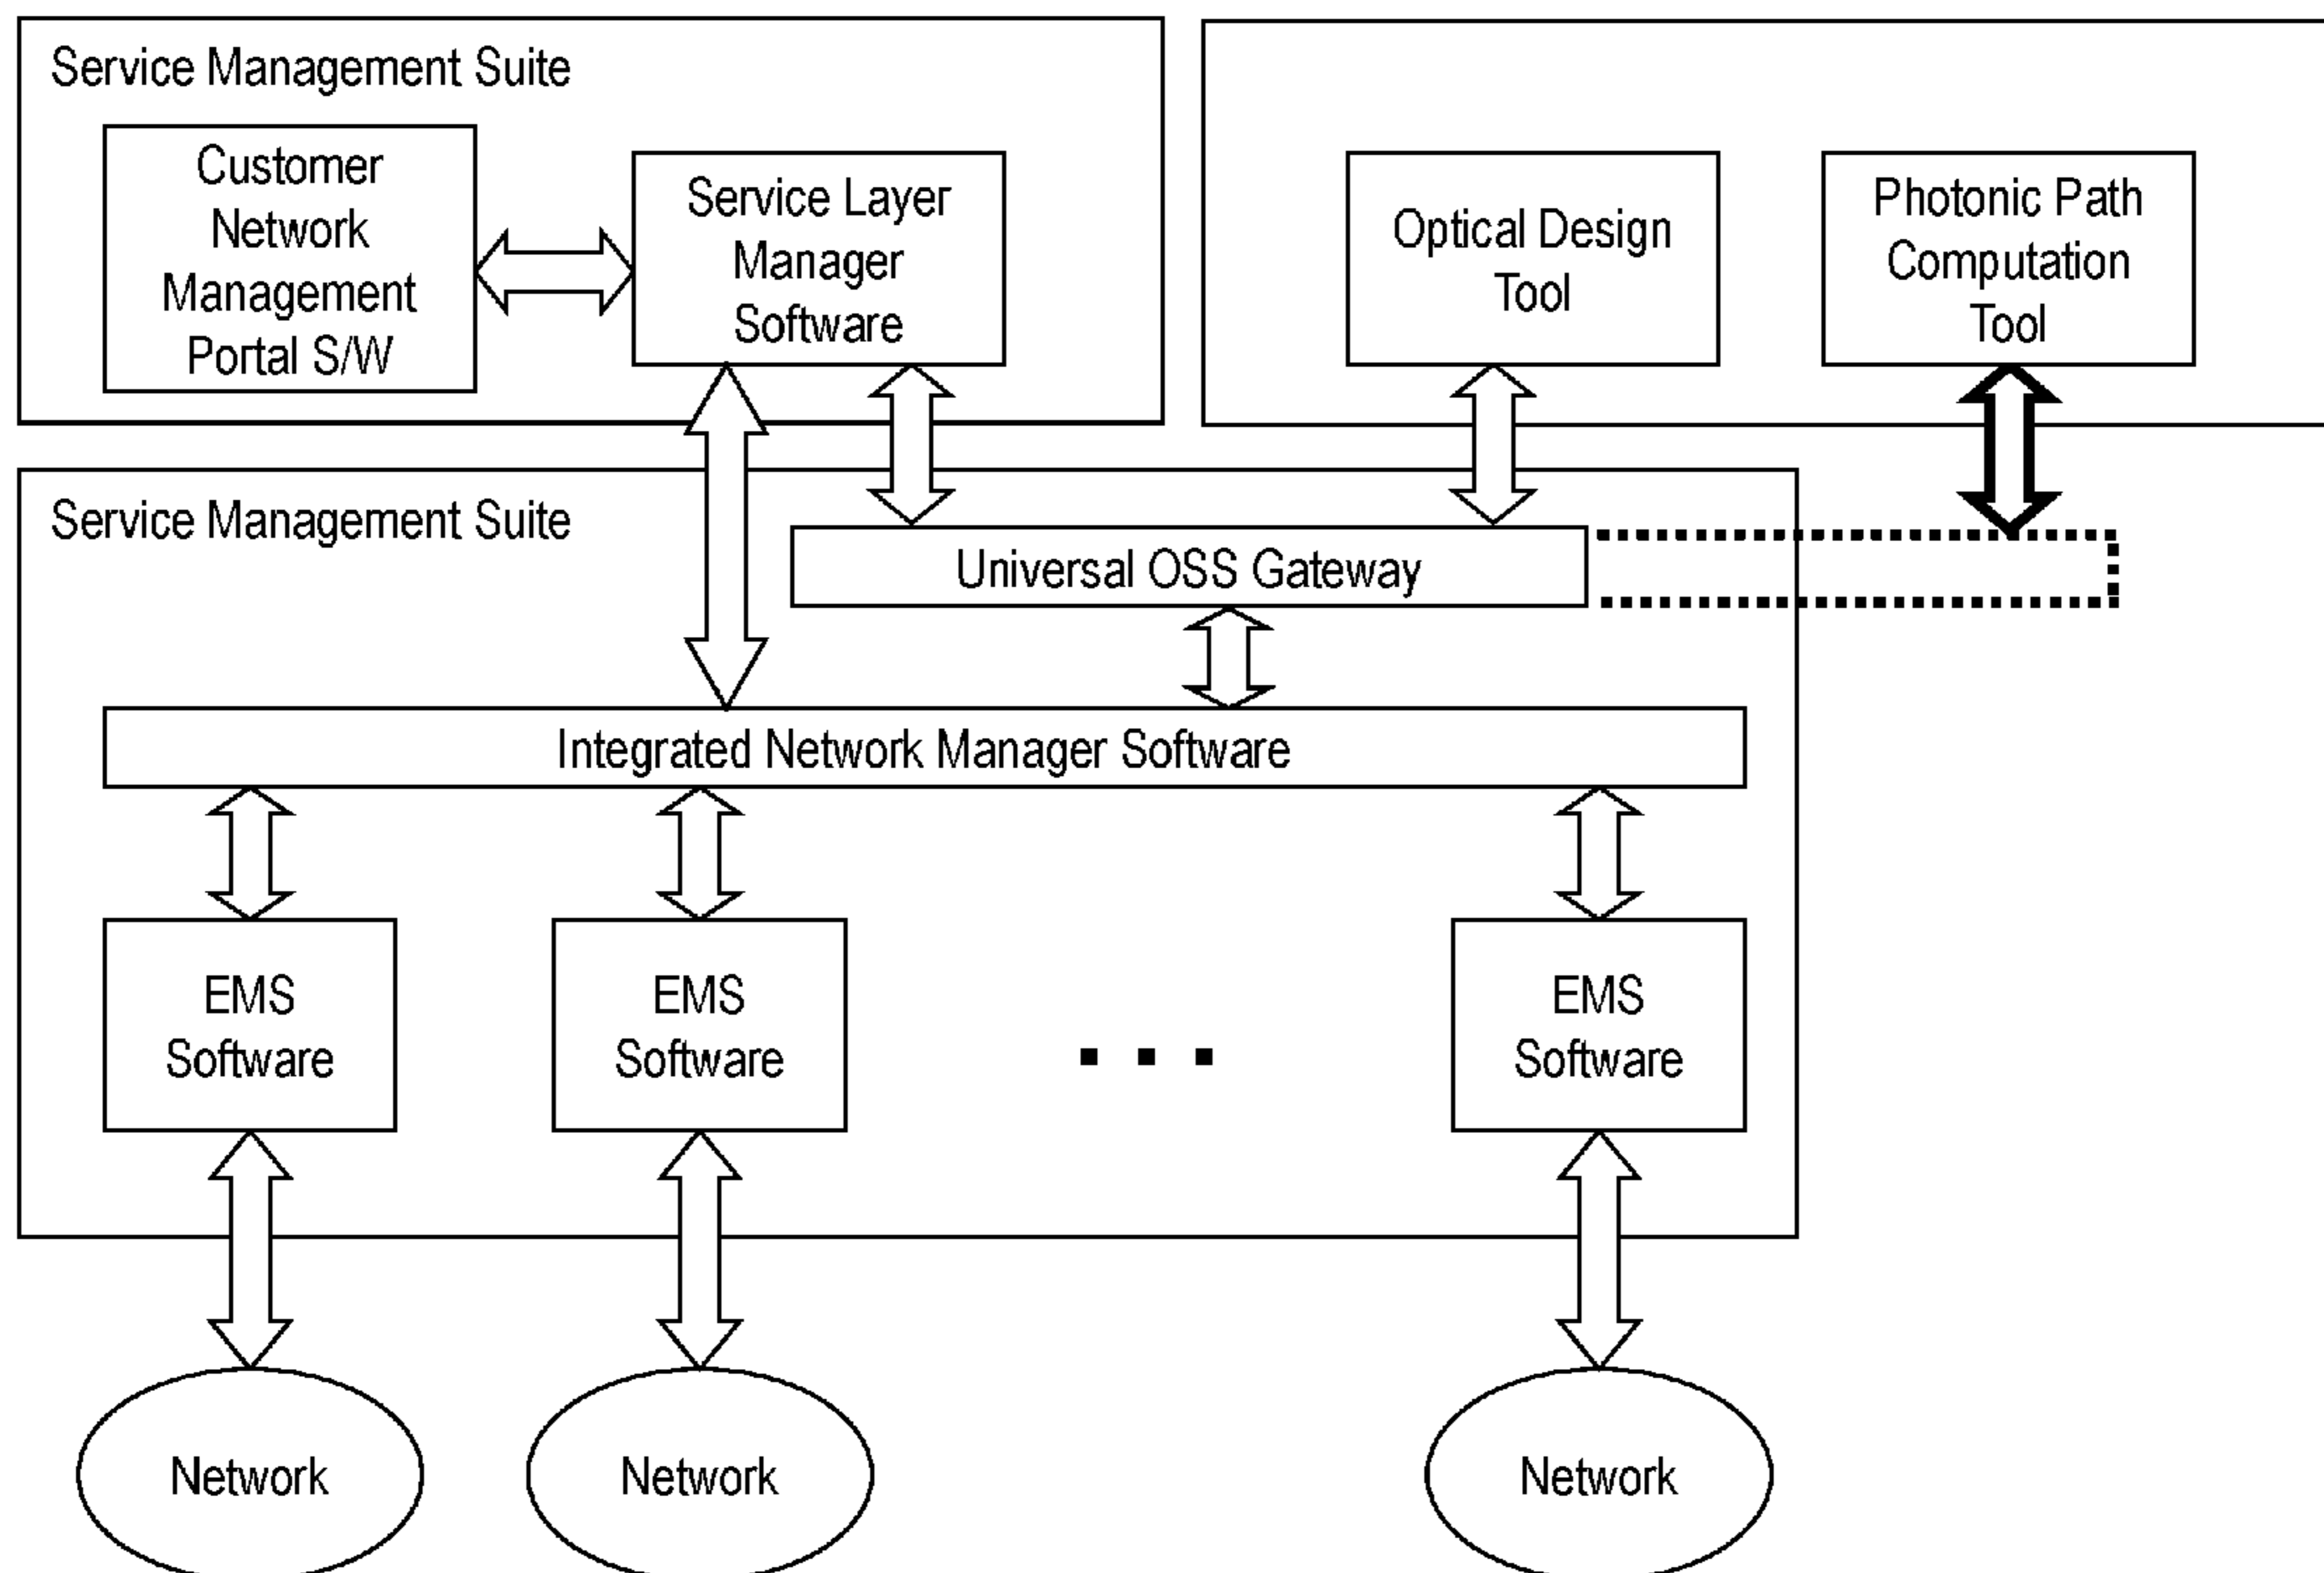 Service Management Suite
Customer
Network
Management
Portal S/W
Service Layer
Manager
Software
Optical Design
Tool
Photonic Path
Computation
Tool
Service Management Suite
Universal OSS Gateway
Integrated Network Manager Software
EMS
Software
EMS
Software
EMS
Software
Network
Network
Network